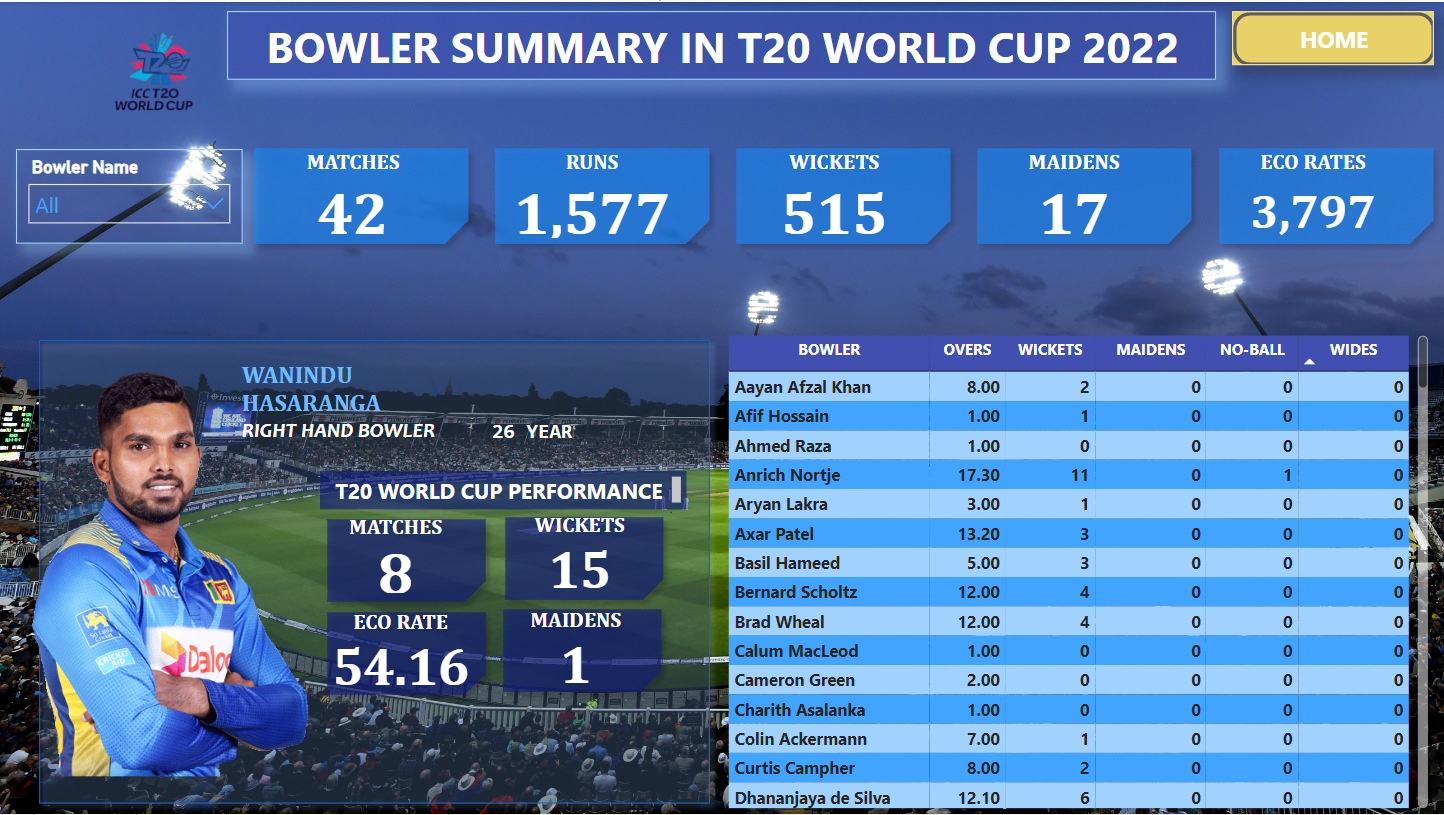 BOWLER SUMMARY IN T20 WORLD CUP 2022
HOME
T20
ICC T20
WORLD CUP
Bowler Name
All
MATCHES
42
RUNS
1,577
WICKETS
515
MAIDENS
17
ECO RATES
3,797
WANINDU
HASARANGA
RIGHT HAND BOWLER 26 YEAR
T20 WORLD CUP PERFORMANCE
MATCHES
8
WICKETS
15
ECO RATE
54.16
MAIDENS
1
Sri Lanka
Cricket
CRICKET
AID
Dialo
BOWLER OVERS WICKETS MAIDENS NO-BALL WIDES
Aayan Afzal Khan 8.00 2 0 0 0
Afif Hossain 1.00 1 0 0 0
Ahmed Raza 1.00 0 0 0 0
Anrich Nortje 17.30 11 0 1 0
Aryan Lakra 3.00 1 0 0 0
Axar Patel 13.20 3 0 0 0
Basil Hameed 5.00 3 0 0 0
Bernard Scholtz 12.00 4 0 0 0
Brad Wheal 12.00 4 0 0 0
Calum MacLeod 1.00 0 0 0 0
Cameron Green 2.00 0 0 0 0
Charith Asalanka 1.00 0 0 0 0
Colin Ackermann 7.00 1 0 0 0
Curtis Campher 8.00 2 0 0 0
Dhananjaya de Silva 12.10 6 0 0 0